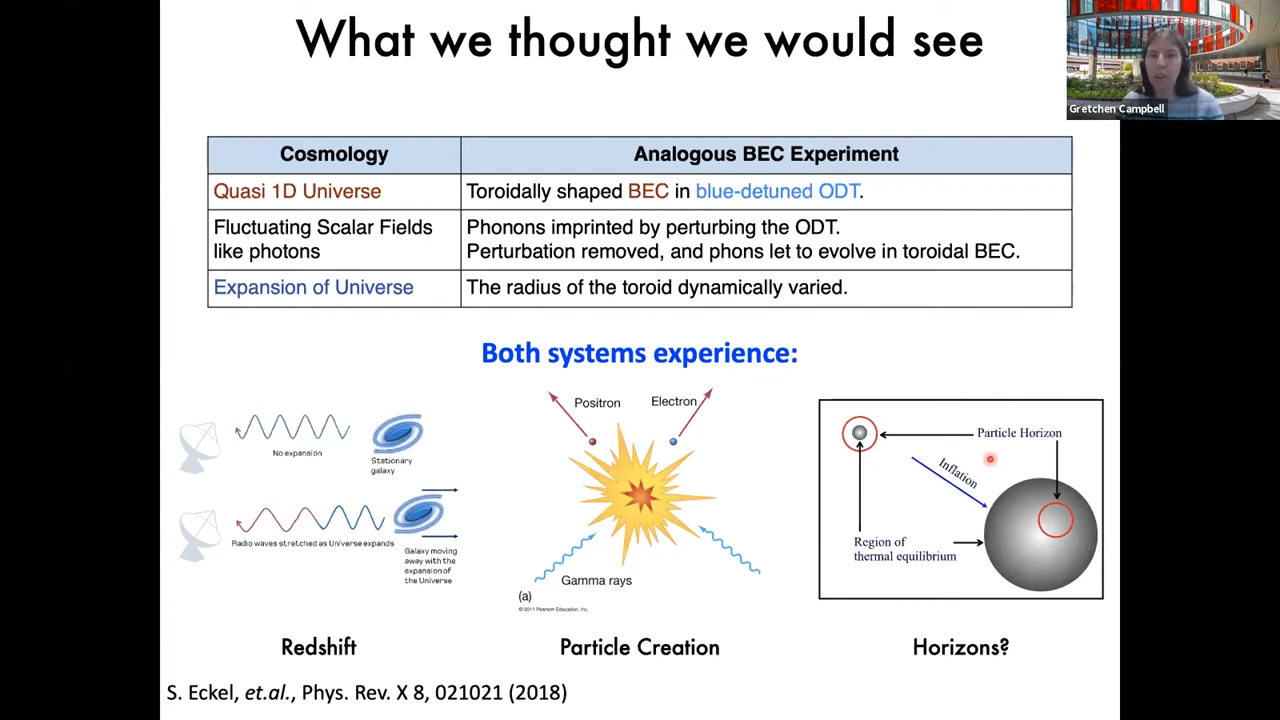 What we thought we would see
Gretchen Campbell
Cosmology
Analogous BEC Experiment
Quasi 1D Universe
Toroidally shaped BEC in blue-detuned ODT.
Fluctuating Scalar Fields
like photons
Phonons imprinted by perturbing the ODT.
Perturbation removed, and phons let to evolve in toroidal BEC.
Expansion of Universe
The radius of the toroid dynamically varied.
Both systems experience:
No expansion
Stationary
galaxy
Radio waves stretched as Universe expands
Galaxy moving
away with the
expansion of
the Universe
Redshift
Positron
Electron
Gamma rays
(a)
© 2011 Pearson Education, Inc.
Particle Creation
Particle Horizon
Inflation
Region of
thermal equilibrium
Horizons?
S. Eckel, et.al., Phys. Rev. X 8, 021021 (2018)